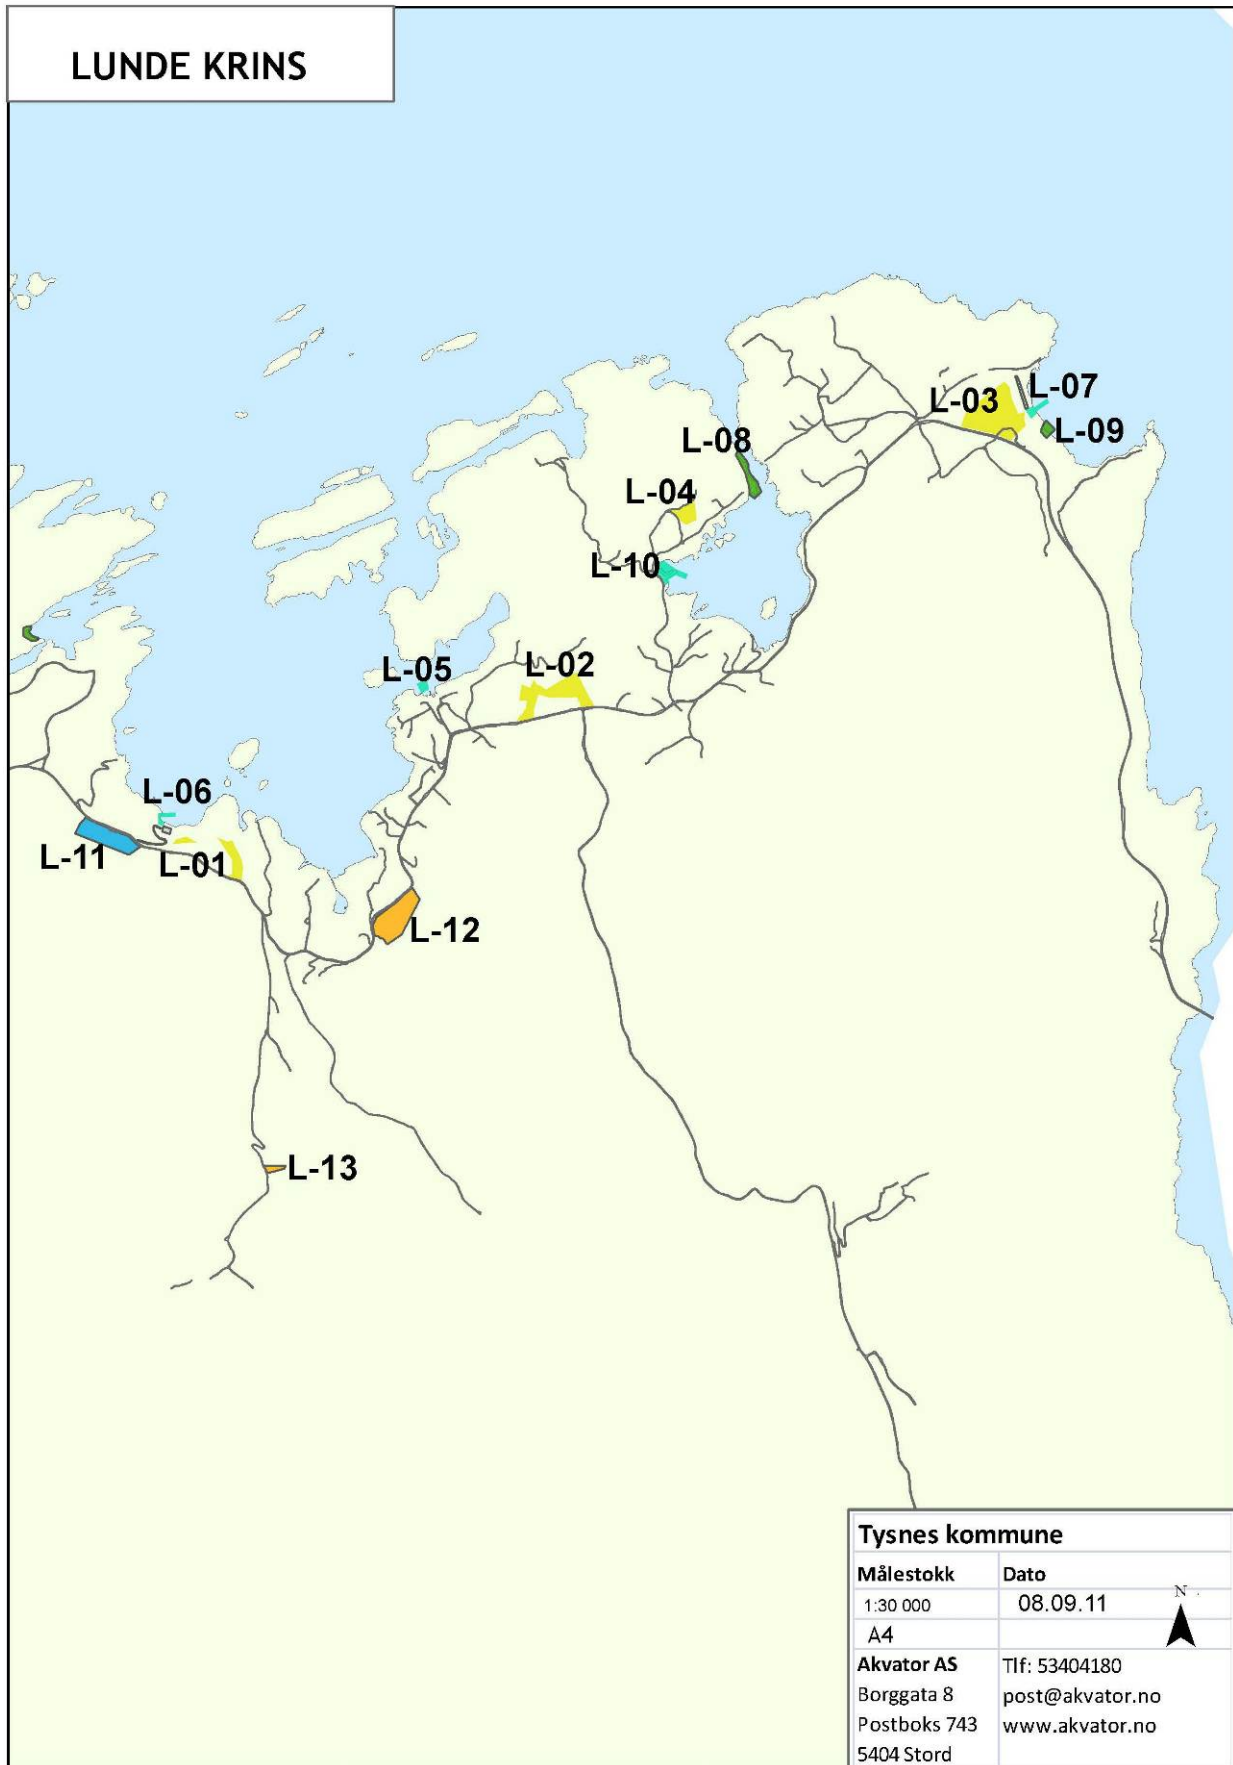 LUNDE KRINS
L-07
L-03
L-09
L-08
L-04
L-10
L-05
L-02
L-06
L-11
L-01
L-12
L-13
Tysnes kommune
Målestokk Dato
1:30 000 08.09.11 N
A4
Akvator AS Tlf: 53404180
Borggata 8 post@akvator.no
Postboks 743 www.akvator.no
5404 Stord